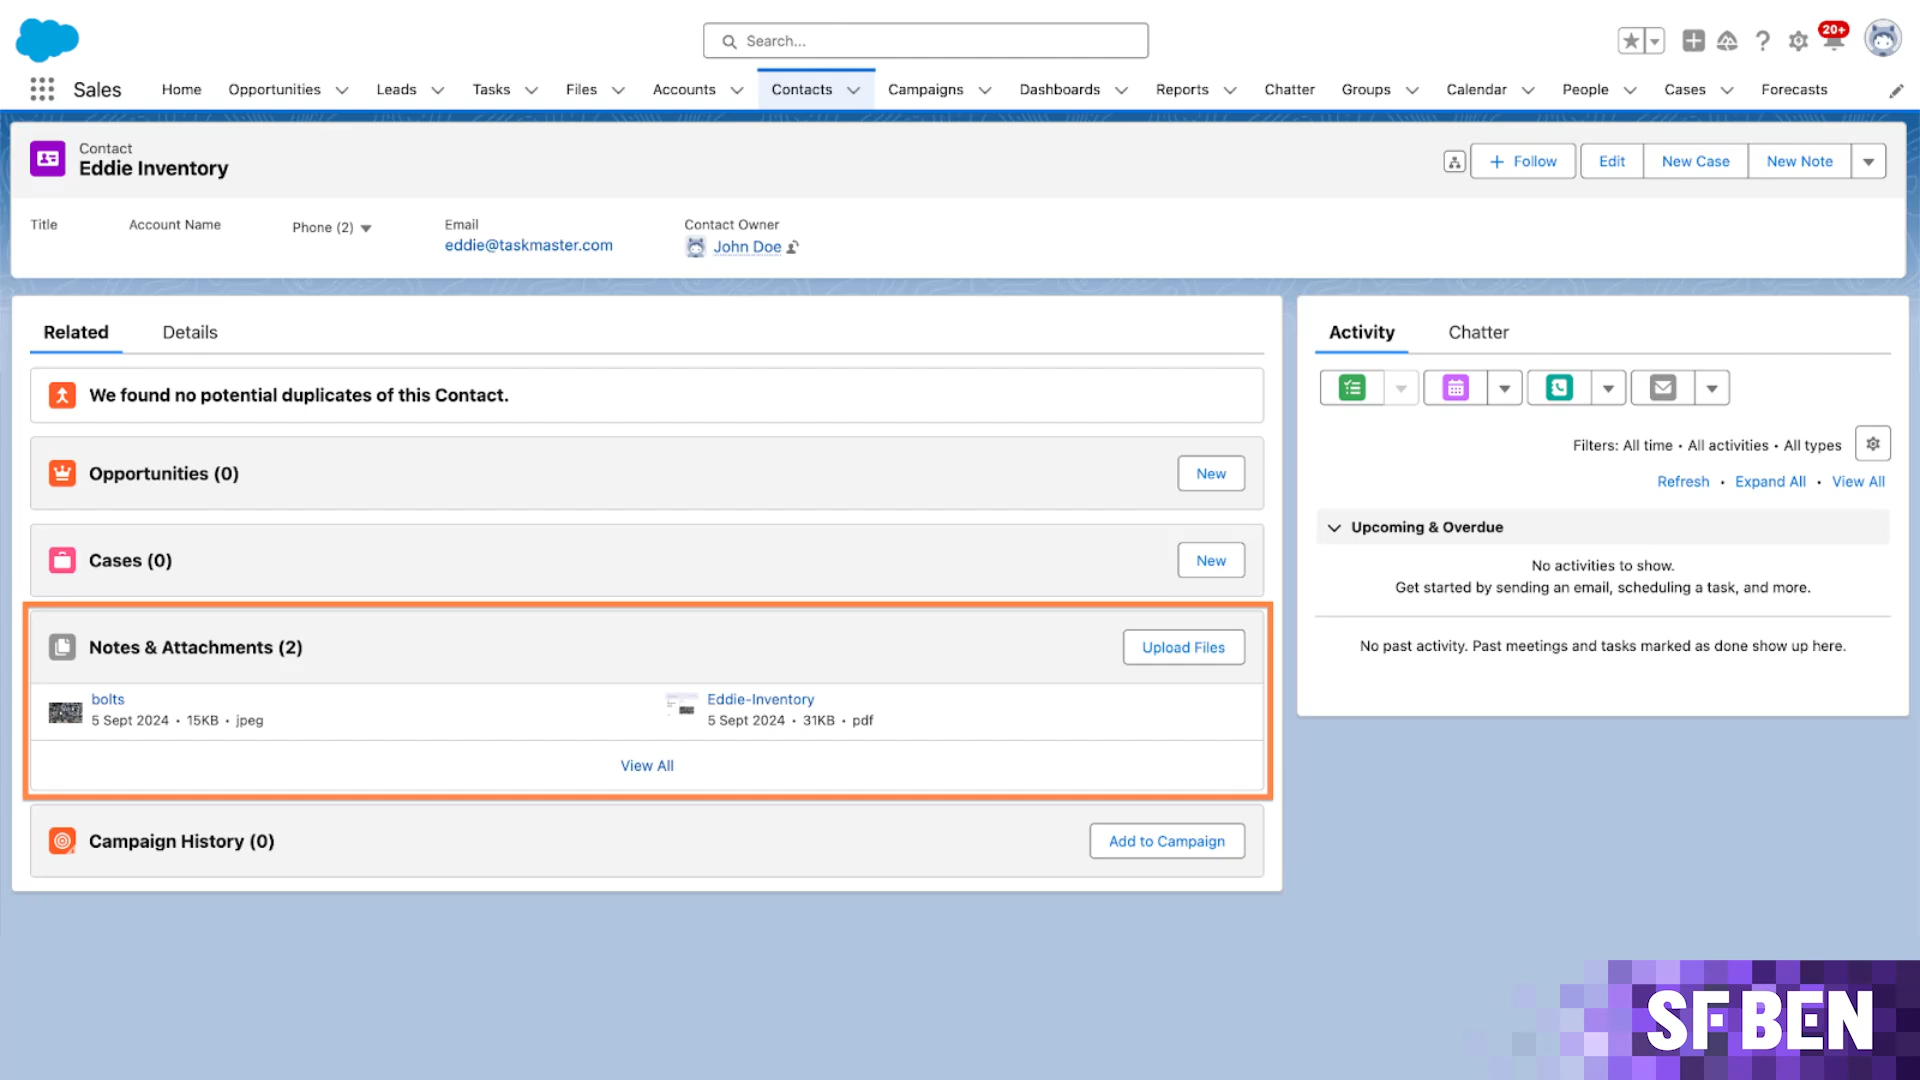 Search...
20+
Sales
Home
Opportunities
Leads
Tasks
Files
Accounts
Contacts
Campaigns
Dashboards
Reports
Chatter
Groups
Calendar
People
Cases
Forecasts
Contact
Eddie Inventory
Follow
Edit
New Case
New Note
Title
Account Name
Phone (2)
Email
eddie@taskmaster.com
Contact Owner
John Doe
Related
Details
We found no potential duplicates of this Contact.
Opportunities (0)
New
Cases (0)
New
Notes & Attachments (2)
Upload Files
bolts
5 Sept 2024 • 15KB • jpeg
Eddie-Inventory
5 Sept 2024 • 31KB • pdf
View All
Campaign History (0)
Add to Campaign
Activity
Chatter
Filters: All time • All activities • All types
Refresh • Expand All • View All
Upcoming & Overdue
No activities to show.
Get started by sending an email, scheduling a task, and more.
No past activity. Past meetings and tasks marked as done show up here.
SF BEN